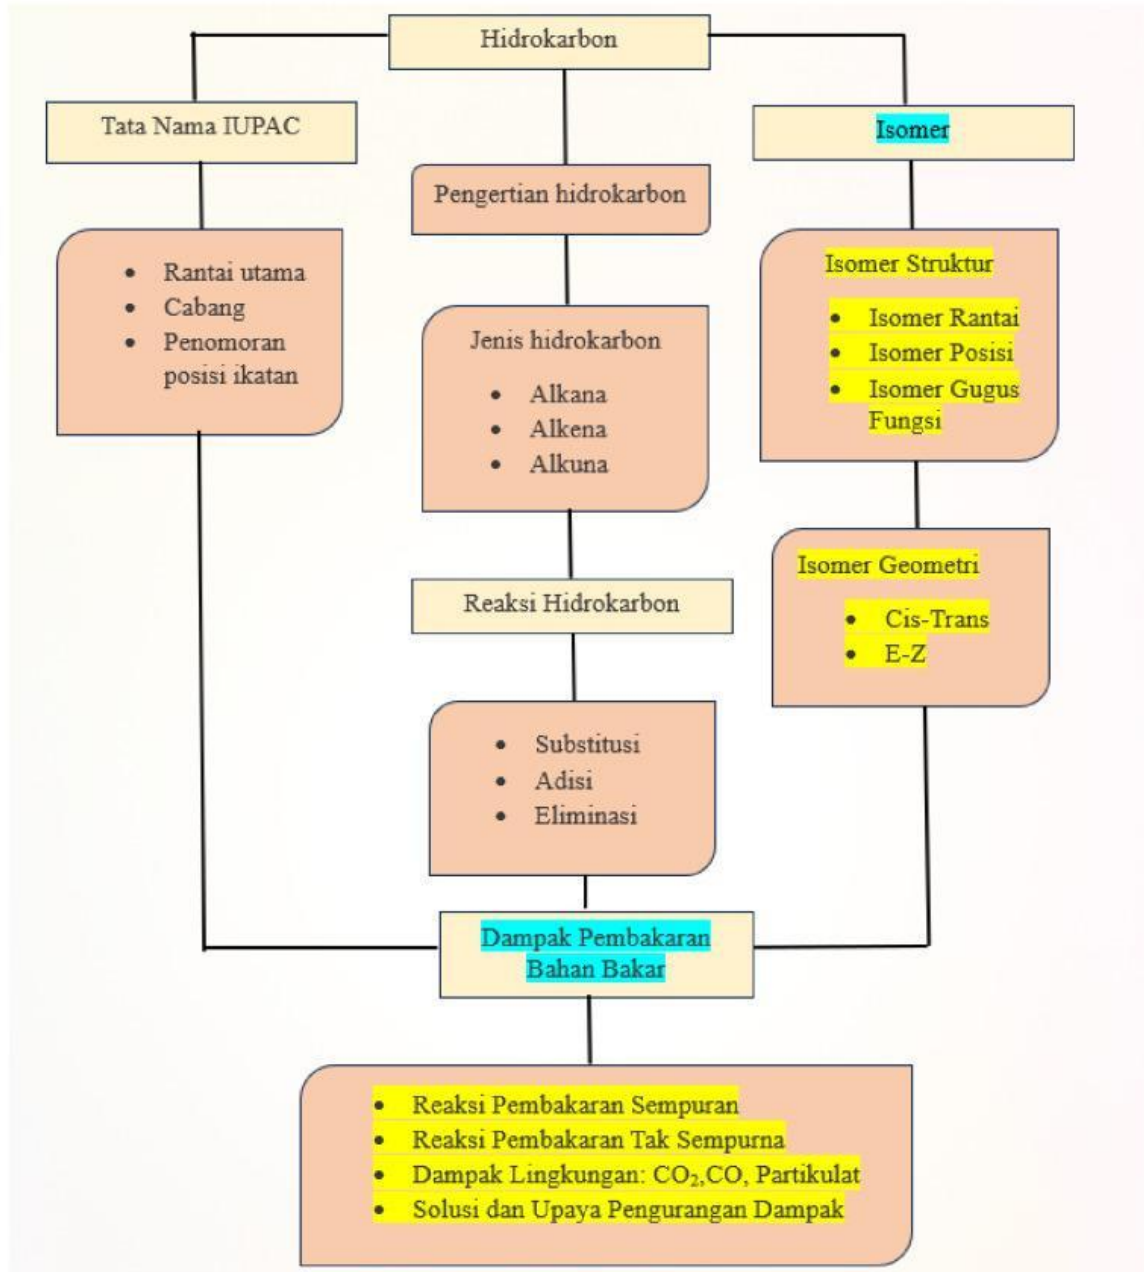 Hidrokarbon
Tata Nama IUPAC
Rantai utama
Cabang
Penomoran
posisi ikatan
Pengertian hidrokarbon
Jenis hidrokarbon
Alkana
Alkena
Alkuna
Reaksi Hidrokarbon
Substitusi
Adisi
Eliminasi
Isomer
Isomer Struktur
Isomer Rantai
Isomer Posisi
Isomer Gugus
Fungsi
Isomer Geometri
Cis-Trans
E-Z
Dampak Pembakaran
Bahan Bakar
Reaksi Pembakaran Sempuran
Reaksi Pembakaran Tak Sempurna
Dampak Lingkungan: CO₂,CO, Partikulat
Solusi dan Upaya Pengurangan Dampak